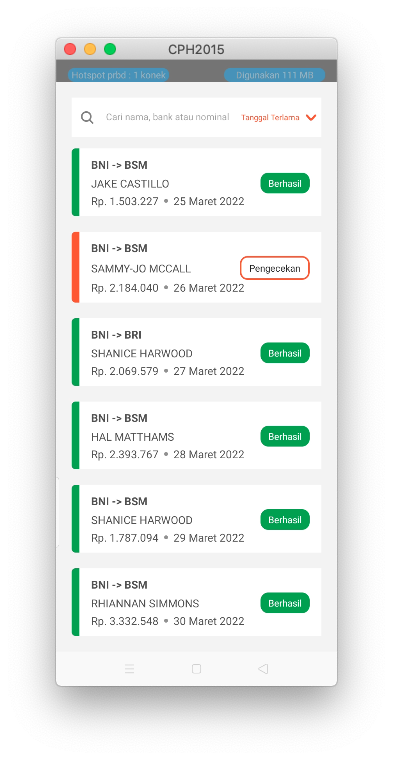 CPH2015
Hotspot prbd : 1 konek
Digunakan 111 MB
Cari nama, bank atau nominal
Tanggal Terlama
BNI -> BSM
JAKE CASTILLO
Berhasil
Rp. 1.503.227 • 25 Maret 2022
BNI -> BSM
SAMMY-JO MCCALL
Pengecekan
Rp. 2.184.040 • 26 Maret 2022
BNI -> BRI
SHANICE HARWOOD
Berhasil
Rp. 2.069.579 • 27 Maret 2022
BNI -> BSM
HAL MATTHAMS
Berhasil
Rp. 2.393.767 • 28 Maret 2022
BNI -> BSM
SHANICE HARWOOD
Berhasil
Rp. 1.787.094 • 29 Maret 2022
BNI -> BSM
RHIANNAN SIMMONS
Berhasil
Rp. 3.332.548 • 30 Maret 2022